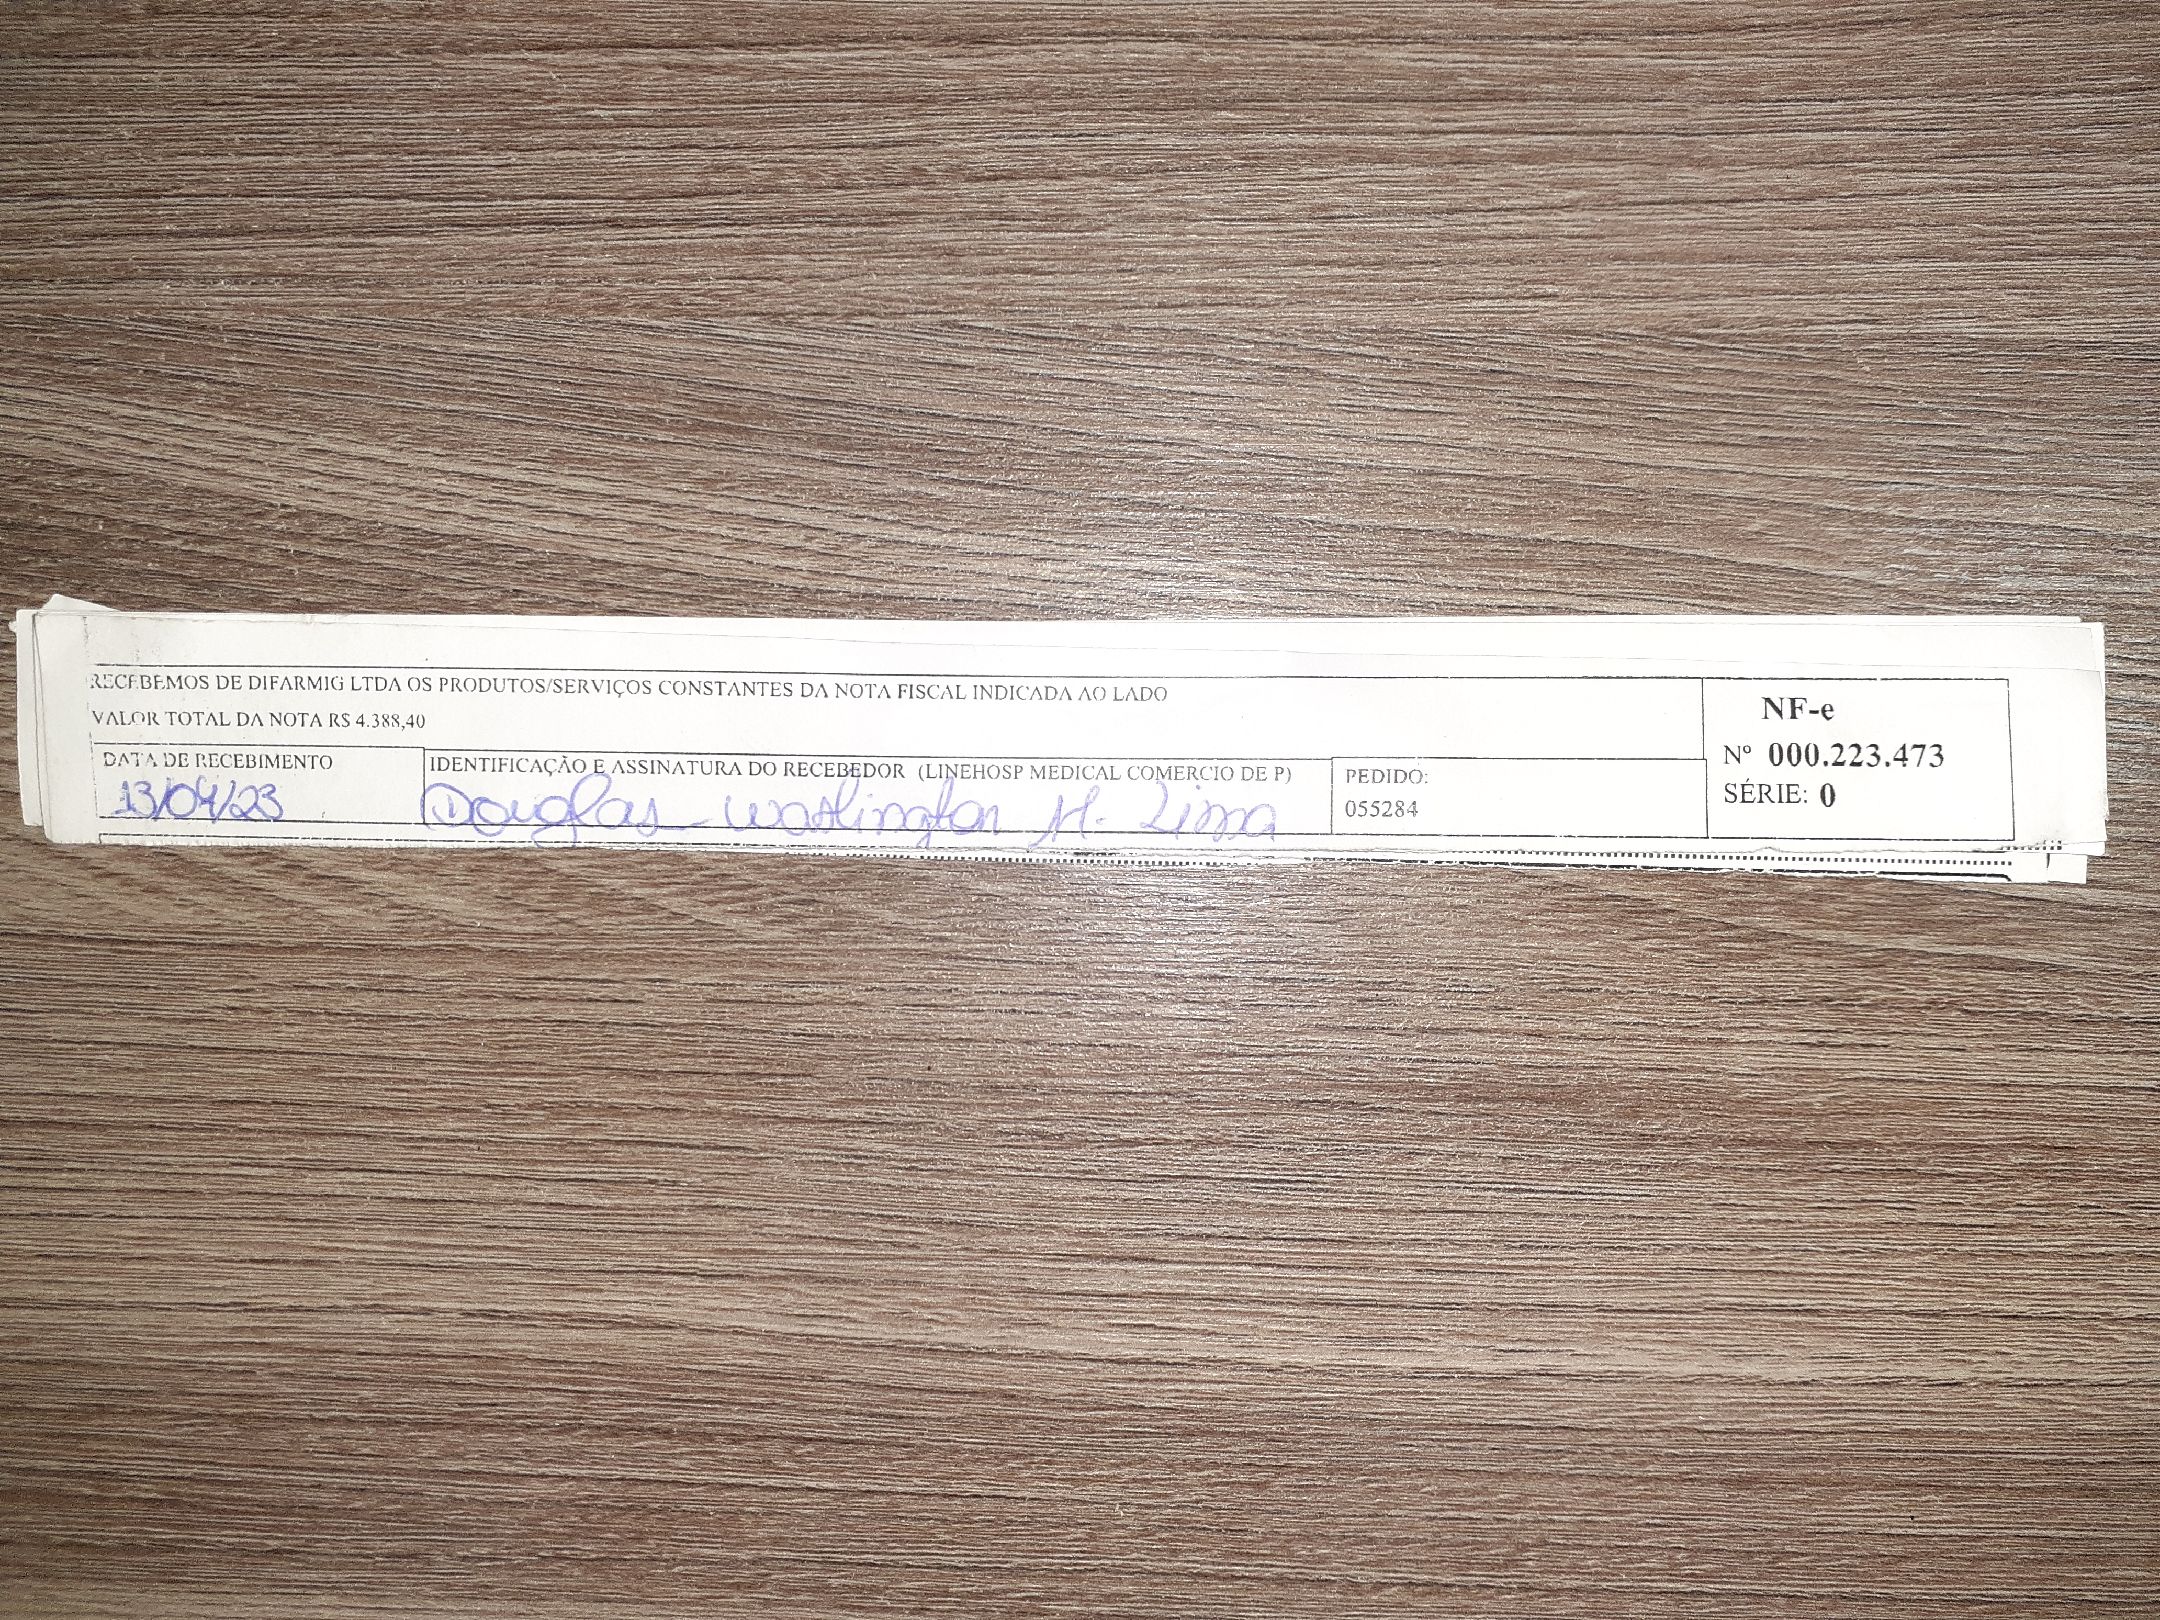 RECEBEMOS DE DIFARMIG LTDA OS PRODUTOS/SERVIÇOS CONSTANTES DA NOTA FISCAL INDICADA AO LADO
VALOR TOTAL DA NOTA R$ 4.388,40
DATA DE RECEBIMENTO
13/04/23
IDENTIFICAÇÃO E ASSINATURA DO RECEBEDOR (LINEHOSP MEDICAL COMERCIO DE P)
Douglas Washington H. Lima
PEDIDO:
055284
NF-e
Nº 000.223.473
SÉRIE: 0